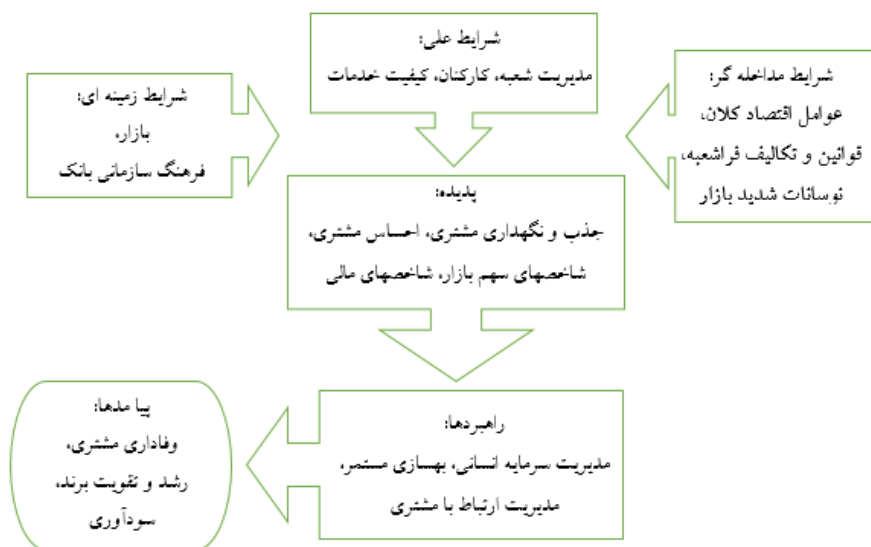 شرایط علی:
مدیریت شعبه، کارکنان، کیفیت خدمات
شرایط مداخله گر:
عوامل اقتصاد کلان،
قوانین و تکالیف فراشعبه،
نوسانات شدید بازار
شرایط زمینه ای:
بازار،
فرهنگ سازمانی بانک
پدیده:
جذب و نگهداری مشتری، احساس مشتری،
شاخصهای سهم بازار، شاخصهای مالی
راهبردها:
مدیریت سرمایه انسانی، بهسازی مستمر،
مدیریت ارتباط با مشتری
پیا مدها:
وفاداری مشتری،
رشد و تقویت برند،
سودآوری